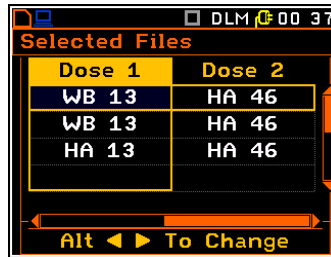 DLM 00 37
Selected Files
Dose 1 Dose 2
WB 13 HA 46
WB 13 HA 46
HA 13 HA 46
Alt ◀ ▶ To Change